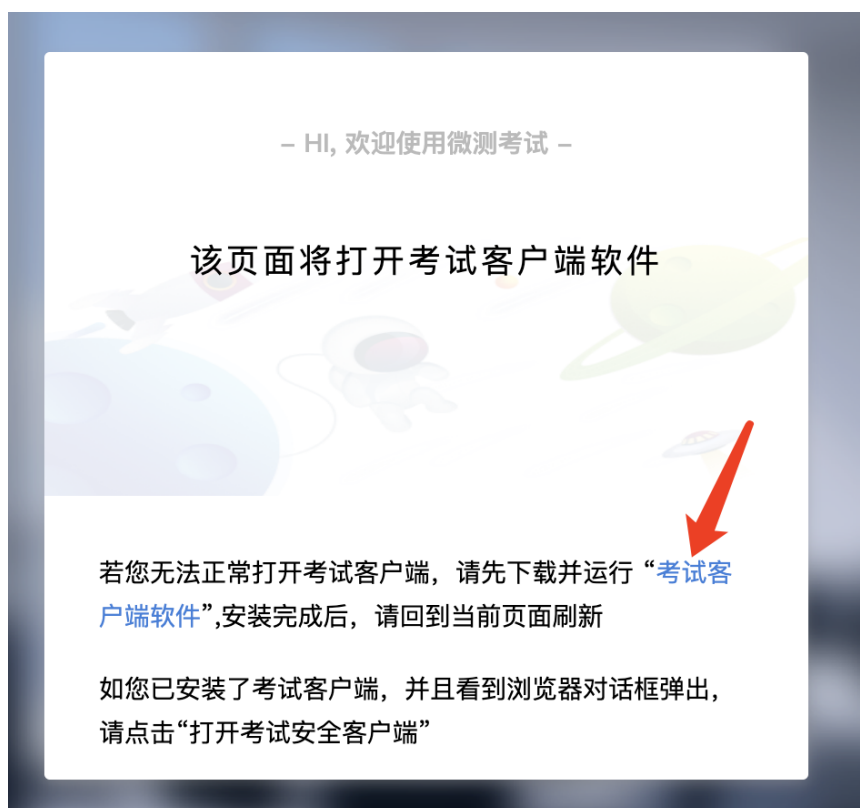 – HI, 欢迎使用微测考试 –
该页面将打开考试客户端软件
若您无法正常打开考试客户端，请先下载并运行 “考试客
户端软件”,安装完成后，请回到当前页面刷新
如您已安装了考试客户端，并且看到浏览器对话框弹出，
请点击“打开考试安全客户端”